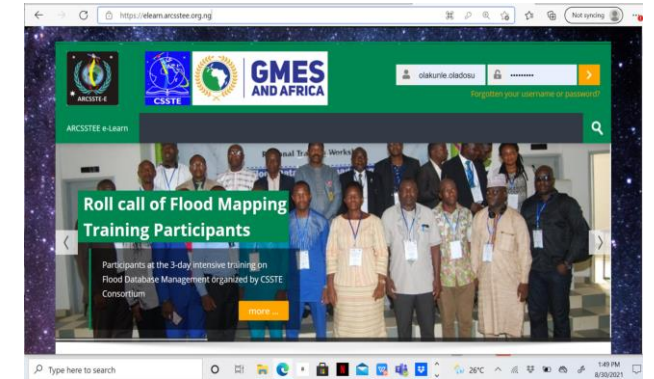 https://elearn.arcsstee.org.ng
Not syncing
ARCSSTE-E
CSSTE
GMES
AND AFRICA
olakunle.oladosu
Forgotten your username or password?
ARCSSTEE e-Learn
Roll call of Flood Mapping
Training Participants
Participants at the 3-day intensive training on
Flood Database Management organized by CSSTE
Consortium
more ...
Type here to search
26°C
1:49 PM
8/30/2021